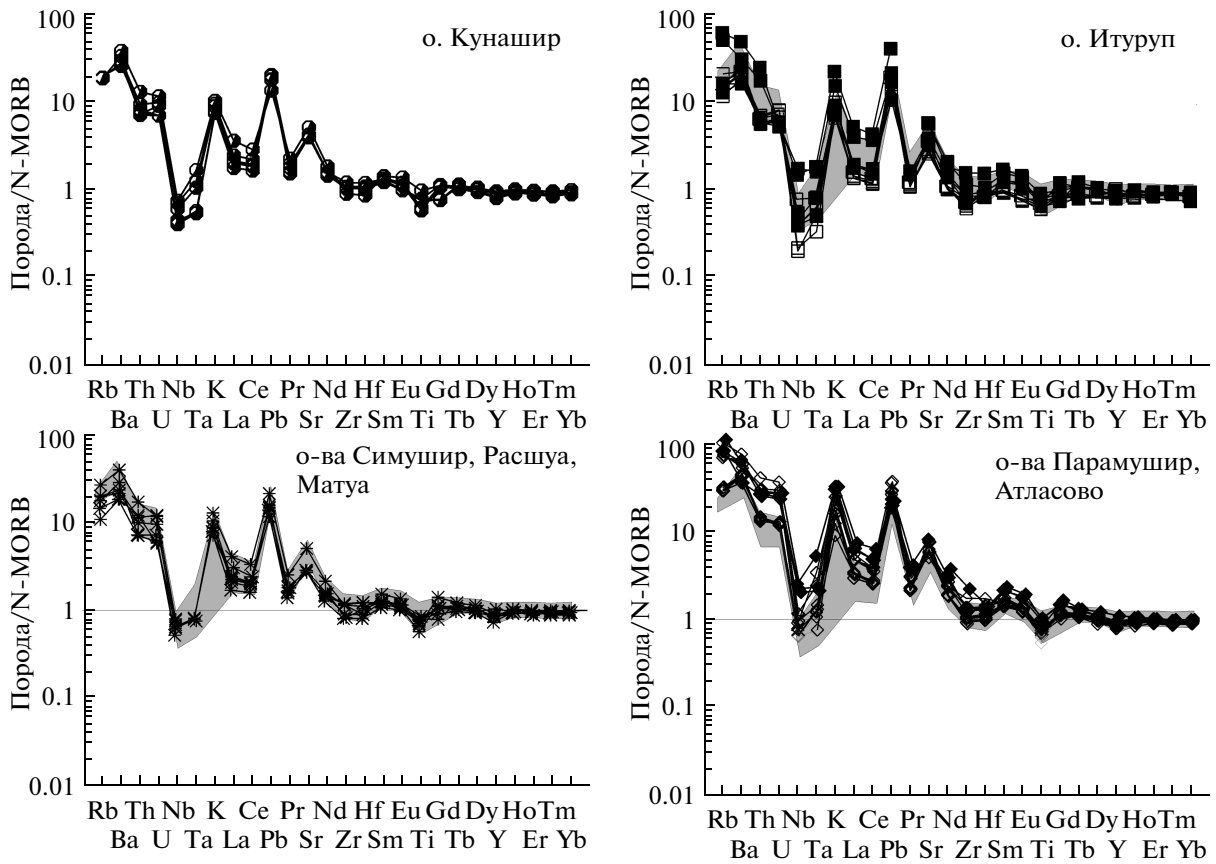 о. Кунашир
Порода/N-MORB
100
10
1
0.1
0.01
Rb Th Nb K Ce Pr Nd Hf Eu Gd Dy Ho Tm
Ba U Ta La Pb Sr Zr Sm Ti Tb Y Er Yb
о. Итуруп
Порода/N-MORB
100
10
1
0.1
0.01
Rb Th Nb K Ce Pr Nd Hf Eu Gd Dy Ho Tm
Ba U Ta La Pb Sr Zr Sm Ti Tb Y Er Yb
о-ва Симушир, Расшуа,
Матуа
Порода/N-MORB
100
10
1
0.1
0.01
Rb Th Nb K Ce Pr Nd Hf Eu Gd Dy Ho Tm
Ba U Ta La Pb Sr Zr Sm Ti Tb Y Er Yb
о-ва Парамушир,
Атласово
Порода/N-MORB
100
10
1
0.1
0.01
Rb Th Nb K Ce Pr Nd Hf Eu Gd Dy Ho Tm
Ba U Ta La Pb Sr Zr Sm Ti Tb Y Er Yb